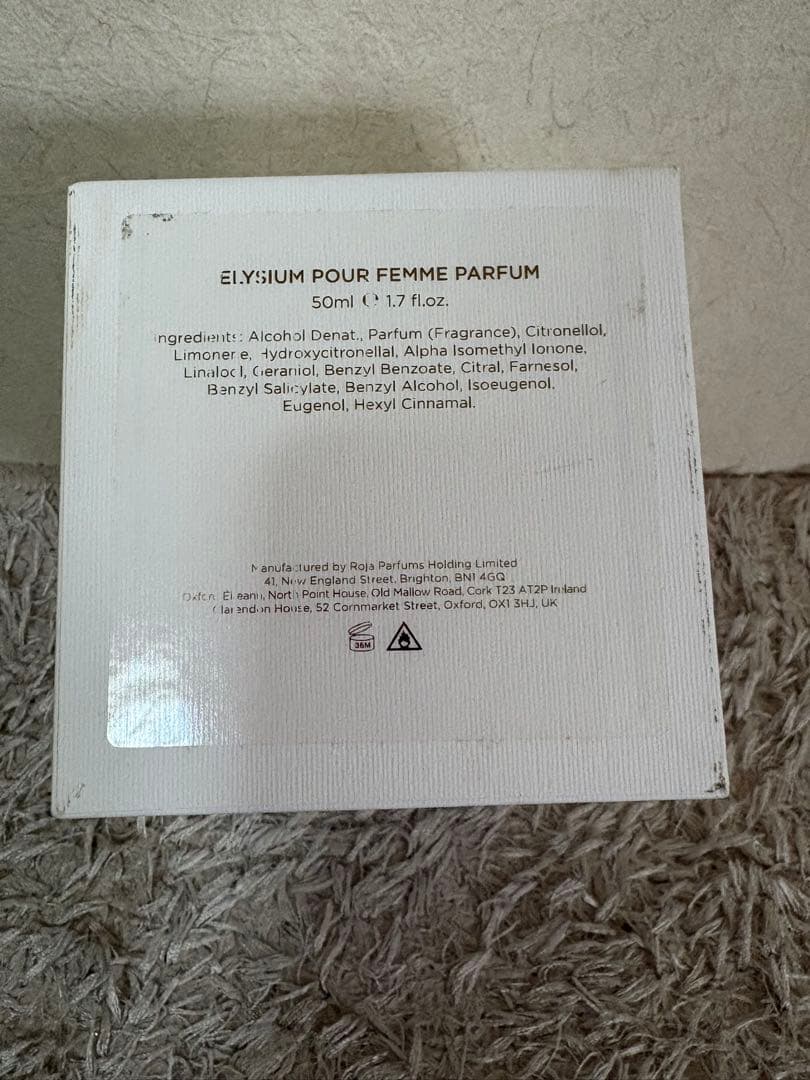 ELYSIUM POUR FEMME PARFUM
50ml ℮ 1.7 fl.oz.
Ingredients: Alcohol Denat., Parfum (Fragrance), Citronellol,
Limonene, Hydroxycitronellal, Alpha Isomethyl Ionone,
Linalool, Geraniol, Benzyl Benzoate, Citral, Farnesol,
Benzyl Salicylate, Benzyl Alcohol, Isoeugenol,
Eugenol, Hexyl Cinnamal.
Manufactured by Roja Parfums Holding Limited
41, New England Street, Brighton, BN1 4GQ
North Point House, Old Mallow Road, Cork T23 AT2P Ireland
Clarendon House, 52 Cornmarket Street, Oxford, OX1 3HJ, UK
36M